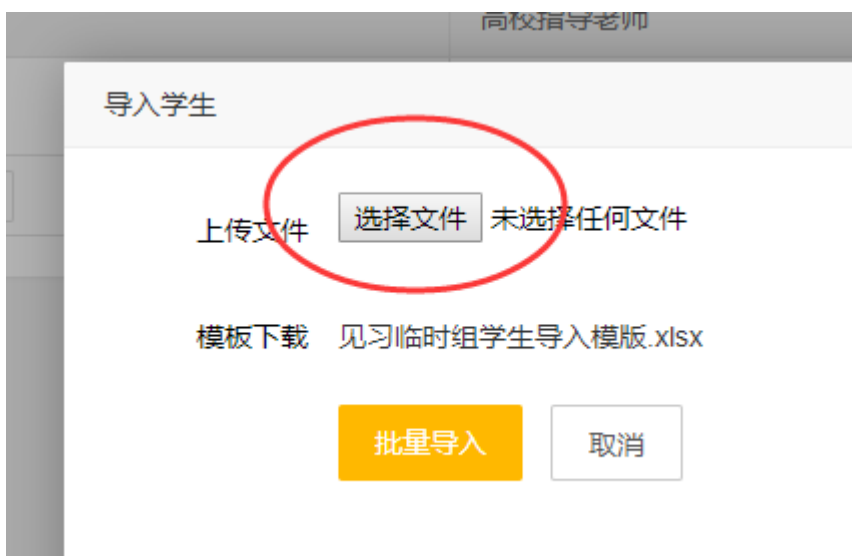 高校指导老师
导入学生
上传文件 选择文件 未选择任何文件
模板下载 见习临时组学生导入模版.xlsx
批量导入 取消